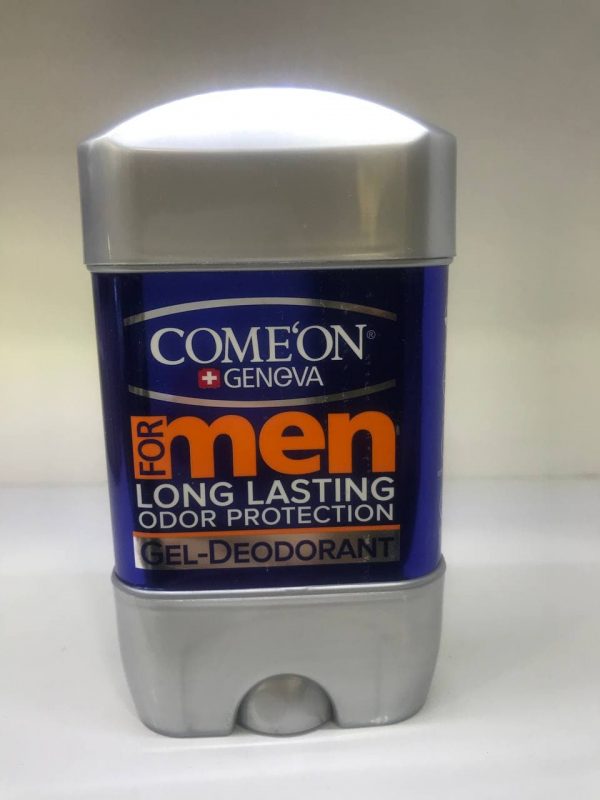 COME'ON®
GENEVA
FOR men
LONG LASTING
ODOR PROTECTION
GEL-DEODORANT